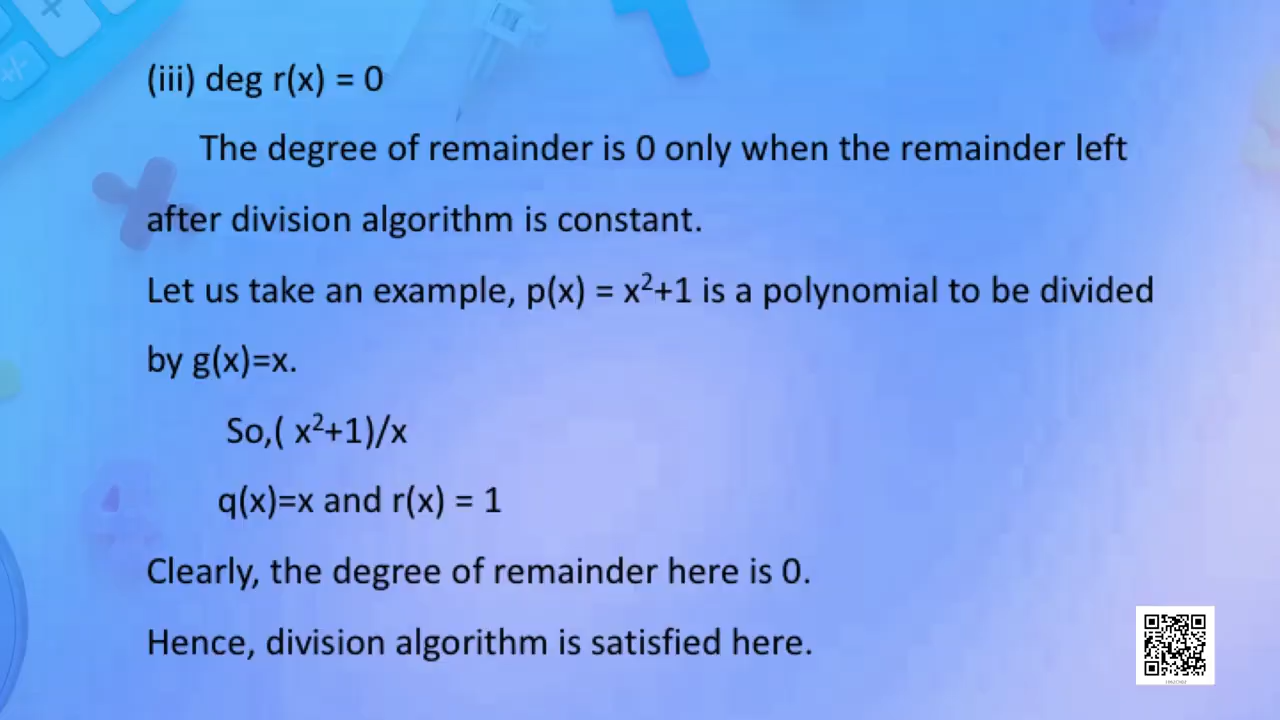 (iii) deg r(x) = 0
The degree of remainder is 0 only when the remainder left
after division algorithm is constant.
Let us take an example, p(x) = x²+1 is a polynomial to be divided
by g(x)=x.
So,( x²+1)/x
q(x)=x and r(x) = 1
Clearly, the degree of remainder here is 0.
Hence, division algorithm is satisfied here.